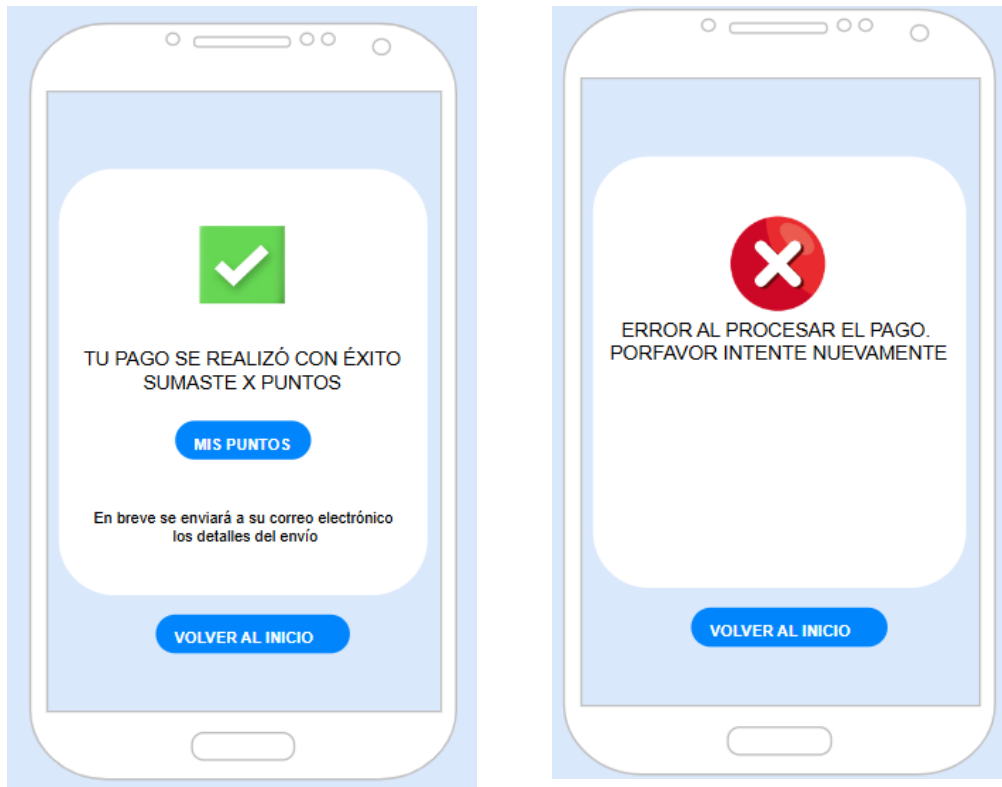 TU PAGO SE REALIZÓ CON ÉXITO
SUMASTE X PUNTOS
MIS PUNTOS
En breve se enviará a su correo electrónico
los detalles del envío
VOLVER AL INICIO
ERROR AL PROCESAR EL PAGO.
PORFAVOR INTENTE NUEVAMENTE
VOLVER AL INICIO